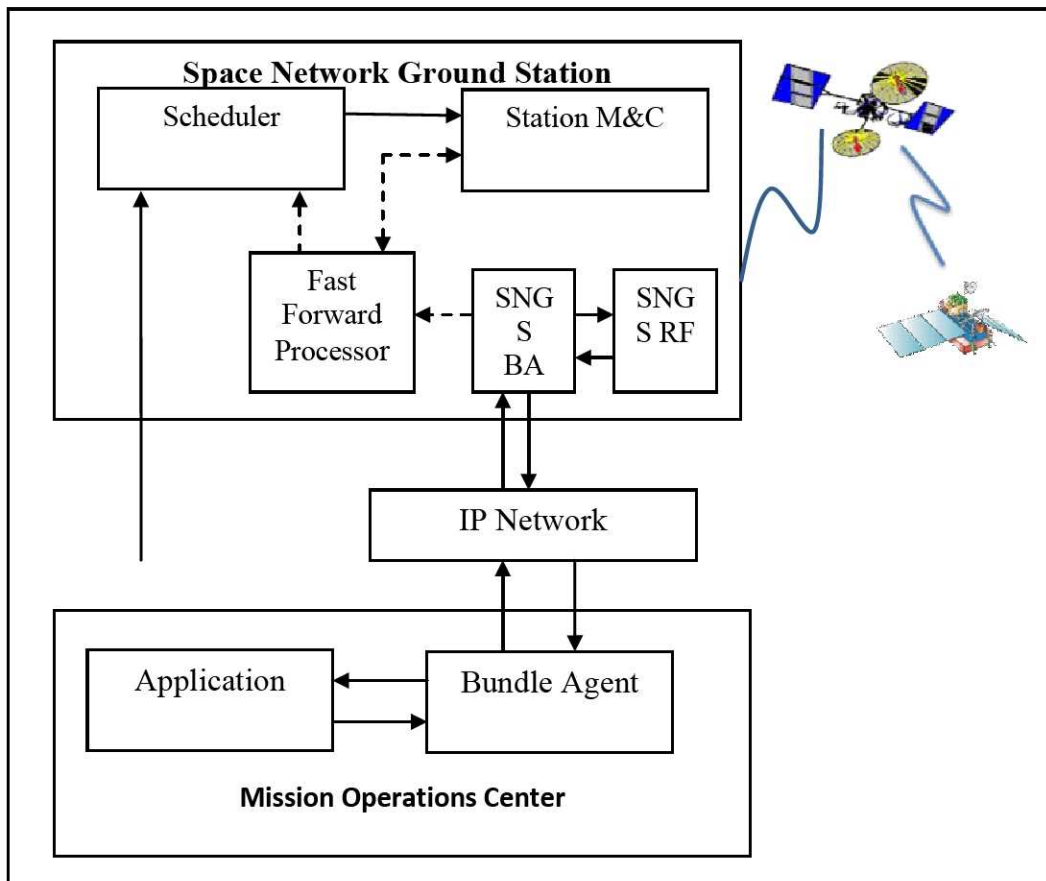 Space Network Ground Station
Scheduler
Station M&C
Fast
Forward
Processor
SNG
S
BA
SNG
S RF
IP Network
Application
Bundle Agent
Mission Operations Center